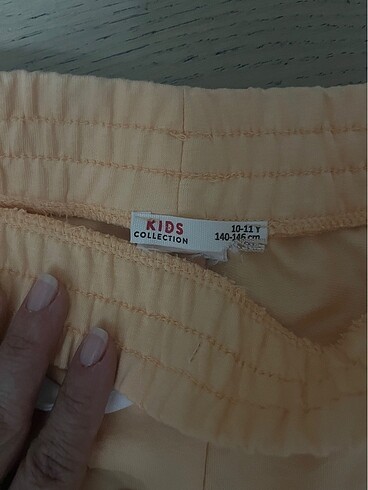 KIDS
COLLECTION
10-11 Y
140-146 cm